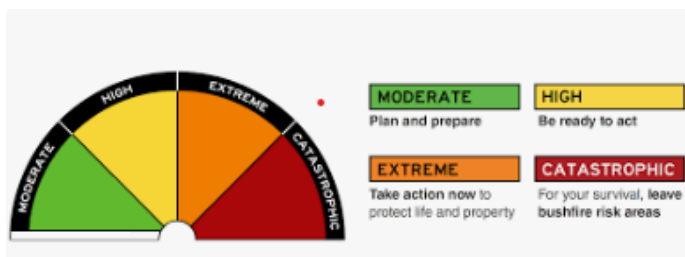 MODERATE
HIGH
EXTREME
CATASTROPHIC
MODERATE
Plan and prepare
HIGH
Be ready to act
EXTREME
Take action now to
protect life and property
CATASTROPHIC
For your survival, leave
bushfire risk areas